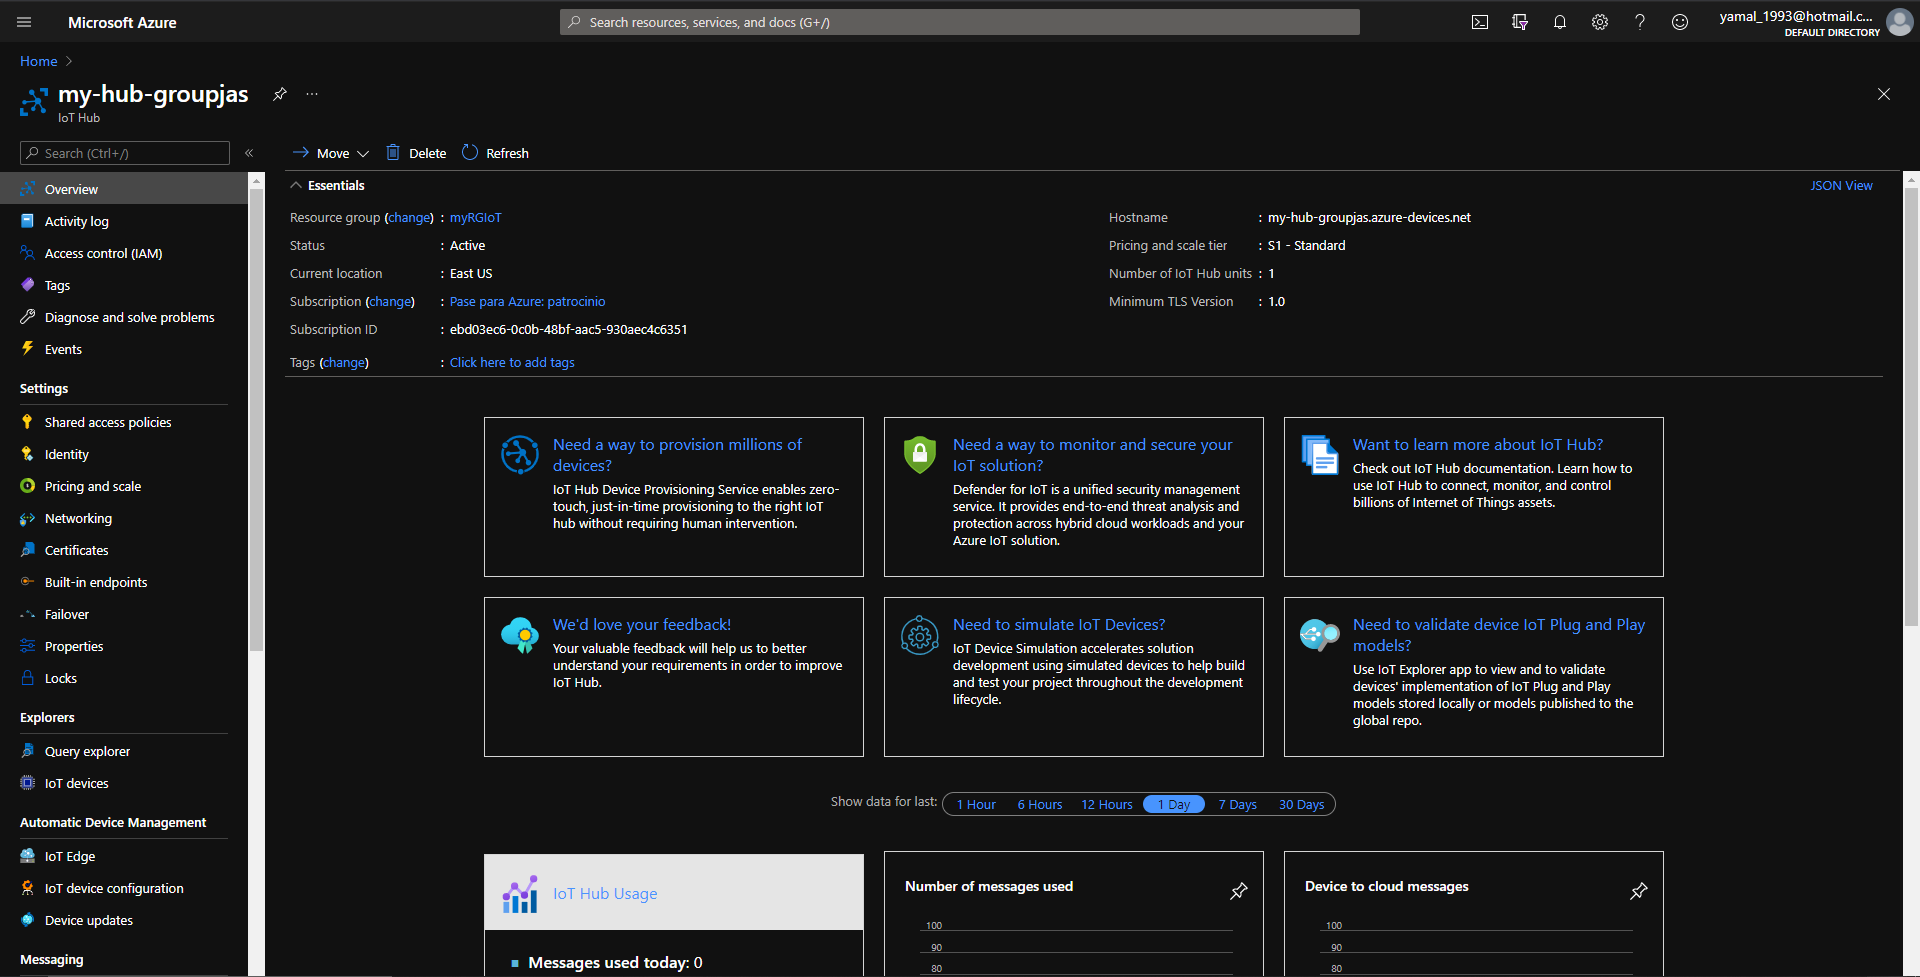 Microsoft Azure
Search resources, services, and docs (G+/)
yamal_1993@hotmail.c...
DEFAULT DIRECTORY
Home
my-hub-groupjas
IoT Hub
Search (Ctrl+/)
Overview
Activity log
Access control (IAM)
Tags
Diagnose and solve problems
Events
Settings
Shared access policies
Identity
Pricing and scale
Networking
Certificates
Built-in endpoints
Failover
Properties
Locks
Explorers
Query explorer
IoT devices
Automatic Device Management
IoT Edge
IoT device configuration
Device updates
Messaging
Move
Delete
Refresh
Essentials
JSON View
Resource group (change) : myRGIoT
Status : Active
Current location : East US
Subscription (change) : Pase para Azure: patrocinio
Subscription ID : ebd03ec6-0c0b-48bf-aac5-930aec4c6351
Tags (change) : Click here to add tags
Hostname : my-hub-groupjas.azure-devices.net
Pricing and scale tier : S1 - Standard
Number of IoT Hub units : 1
Minimum TLS Version : 1.0
Need a way to provision millions of
devices?
IoT Hub Device Provisioning Service enables zero-
touch, just-in-time provisioning to the right IoT
hub without requiring human intervention.
Need a way to monitor and secure your
IoT solution?
Defender for IoT is a unified security management
service. It provides end-to-end threat analysis and
protection across hybrid cloud workloads and your
Azure IoT solution.
Want to learn more about IoT Hub?
Check out IoT Hub documentation. Learn how to
use IoT Hub to connect, monitor, and control
billions of Internet of Things assets.
We'd love your feedback!
Your valuable feedback will help us to better
understand your requirements in order to improve
IoT Hub.
Need to simulate IoT Devices?
IoT Device Simulation accelerates solution
development using simulated devices to help build
and test your project throughout the development
lifecycle.
Need to validate device IoT Plug and Play
models?
Use IoT Explorer app to view and to validate
devices' implementation of IoT Plug and Play
models stored locally or models published to the
global repo.
Show data for last: 1 Hour 6 Hours 12 Hours 1 Day 7 Days 30 Days
IoT Hub Usage
Messages used today: 0
Number of messages used
100
90
80
Device to cloud messages
100
90
80